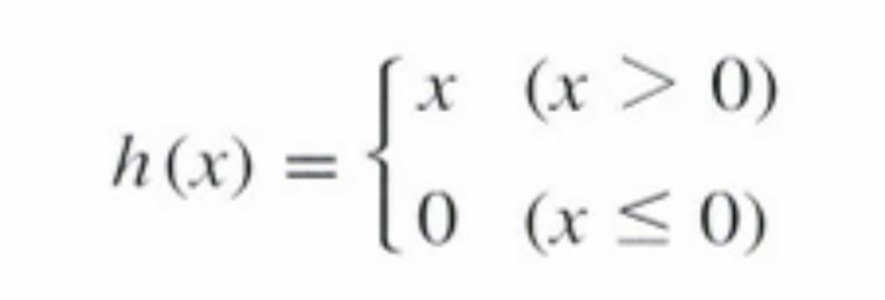 x (x > 0)
h(x) = {
0 (x ≤ 0)